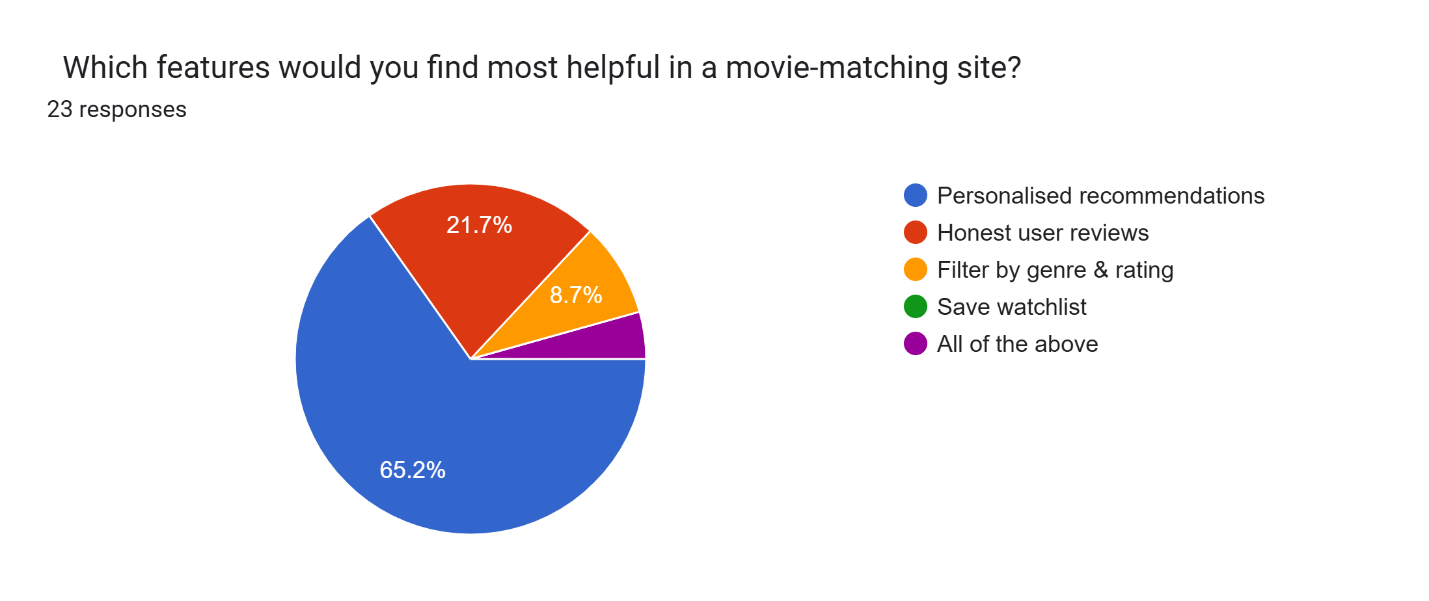 Which features would you find most helpful in a movie-matching site?
23 responses
21.7%
8.7%
65.2%
Personalised recommendations
Honest user reviews
Filter by genre & rating
Save watchlist
All of the above